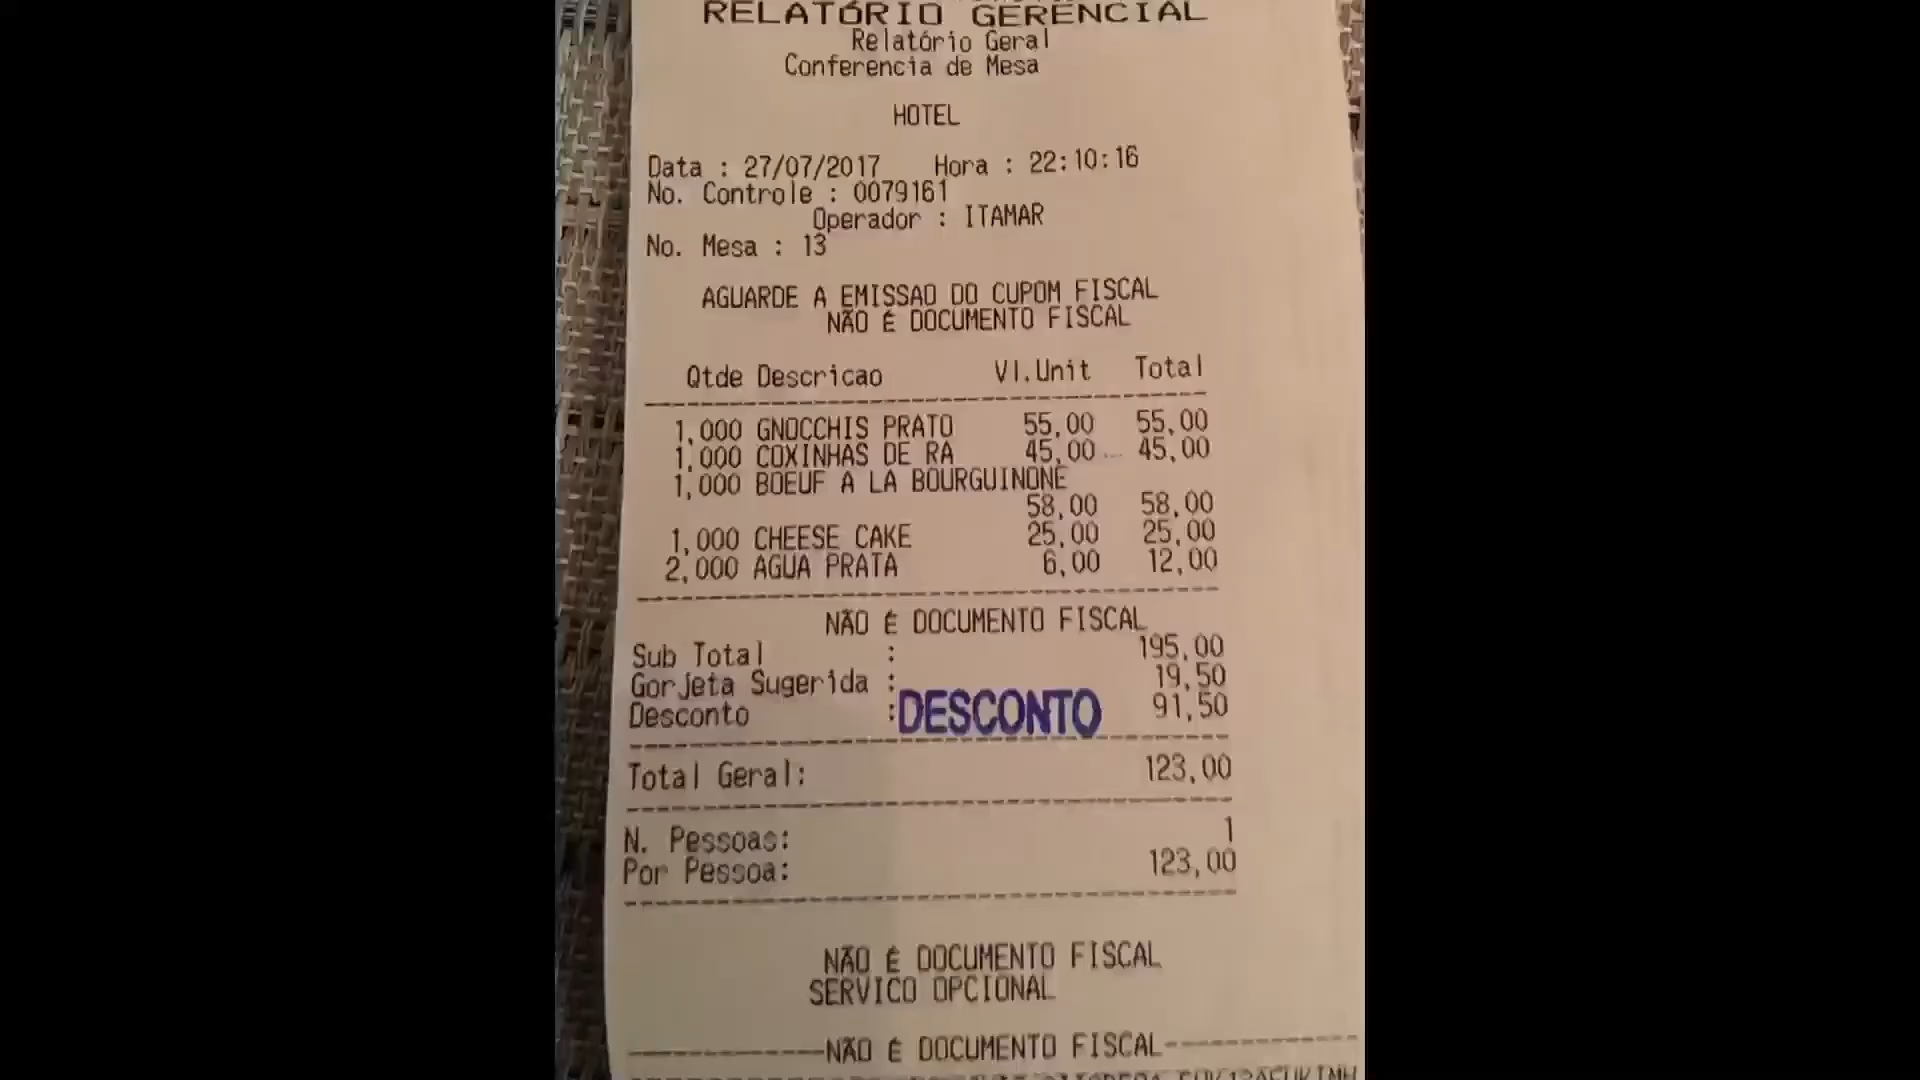 RELATÓRIO GERENCIAL
Relatório Geral
Conferencia de Mesa
HOTEL
Data : 27/07/2017 Hora : 22:10:16
No. Controle : 0079161
Operador : ITAMAR
No. Mesa : 13
AGUARDE A EMISSAO DO CUPOM FISCAL
NÃO É DOCUMENTO FISCAL
Qtde Descricao Vl.Unit Total
1,000 GNOCCHIS PRATO 55,00 55,00
1,000 COXINHAS DE RA 45,00 45,00
1,000 BOEUF A LA BOURGUINONE
58,00 58,00
1,000 CHEESE CAKE 25,00 25,00
2,000 AGUA PRATA 6,00 12,00
NÃO É DOCUMENTO FISCAL
Sub Total : 195,00
Gorjeta Sugerida : 19,50
Desconto :DESCONTO 91,50
Total Geral: 123,00
N. Pessoas: 1
Por Pessoa: 123,00
NÃO É DOCUMENTO FISCAL
SERVICO OPCIONAL
NÃO É DOCUMENTO FISCAL